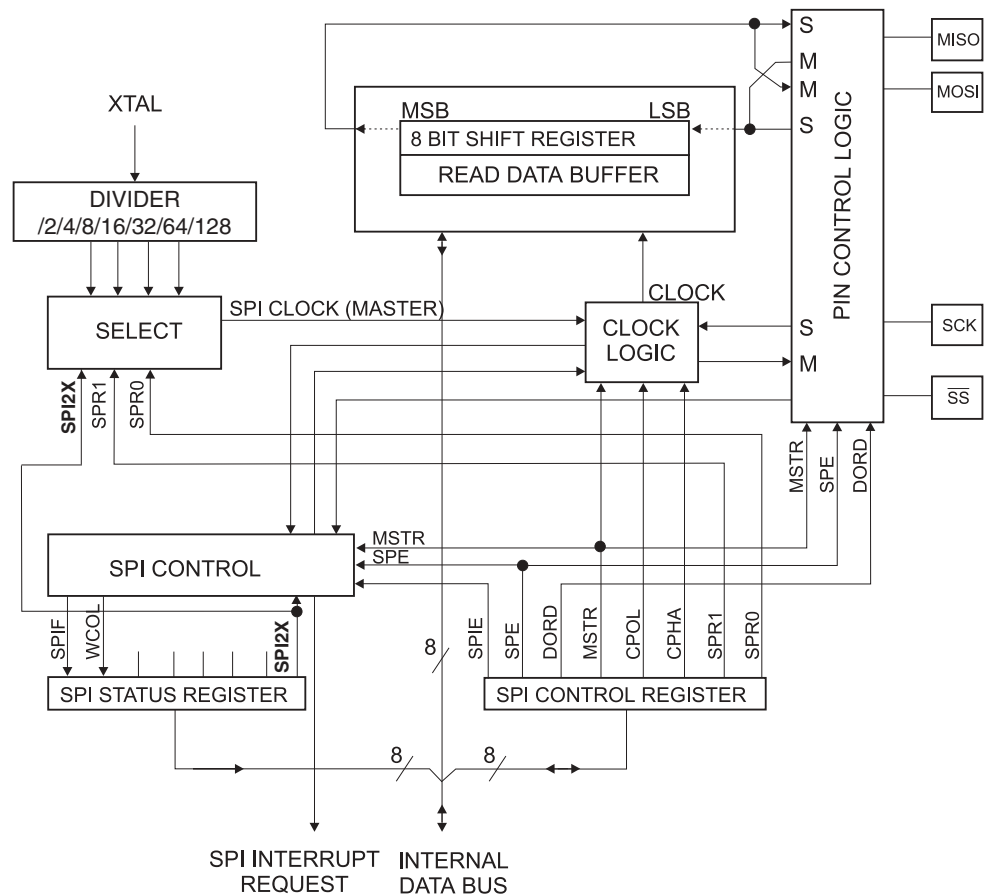 S
MISO
M
MOSI
M
S
XTAL
MSB
LSB
8 BIT SHIFT REGISTER
READ DATA BUFFER
PIN CONTROL LOGIC
DIVIDER
/2/4/8/16/32/64/128
SPI CLOCK (MASTER)
CLOCK
SELECT
CLOCK
LOGIC
S
SCK
M
SS
SPI2X
SPR1
SPR0
MSTR
SPE
DORD
MSTR
SPE
SPI CONTROL
SPIF
WCOL
SPI2X
8
SPIE
SPE
DORD
MSTR
CPOL
CPHA
SPR1
SPR0
SPI STATUS REGISTER
SPI CONTROL REGISTER
8
8
SPI INTERRUPT
REQUEST
INTERNAL
DATA BUS